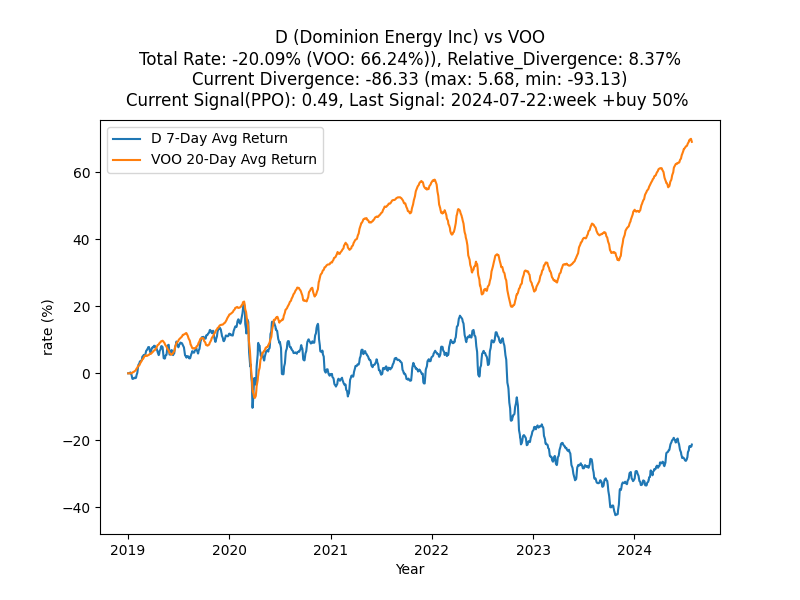 D (Dominion Energy Inc) vs VOO
Total Rate: -20.09% (VOO: 66.24%)), Relative_Divergence: 8.37%
Current Divergence: -86.33 (max: 5.68, min: -93.13)
Current Signal(PPO): 0.49, Last Signal: 2024-07-22:week +buy 50%
D 7-Day Avg Return
VOO 20-Day Avg Return
60
40
20
0
−20
−40
rate (%)
2019 2020 2021 2022 2023 2024
Year